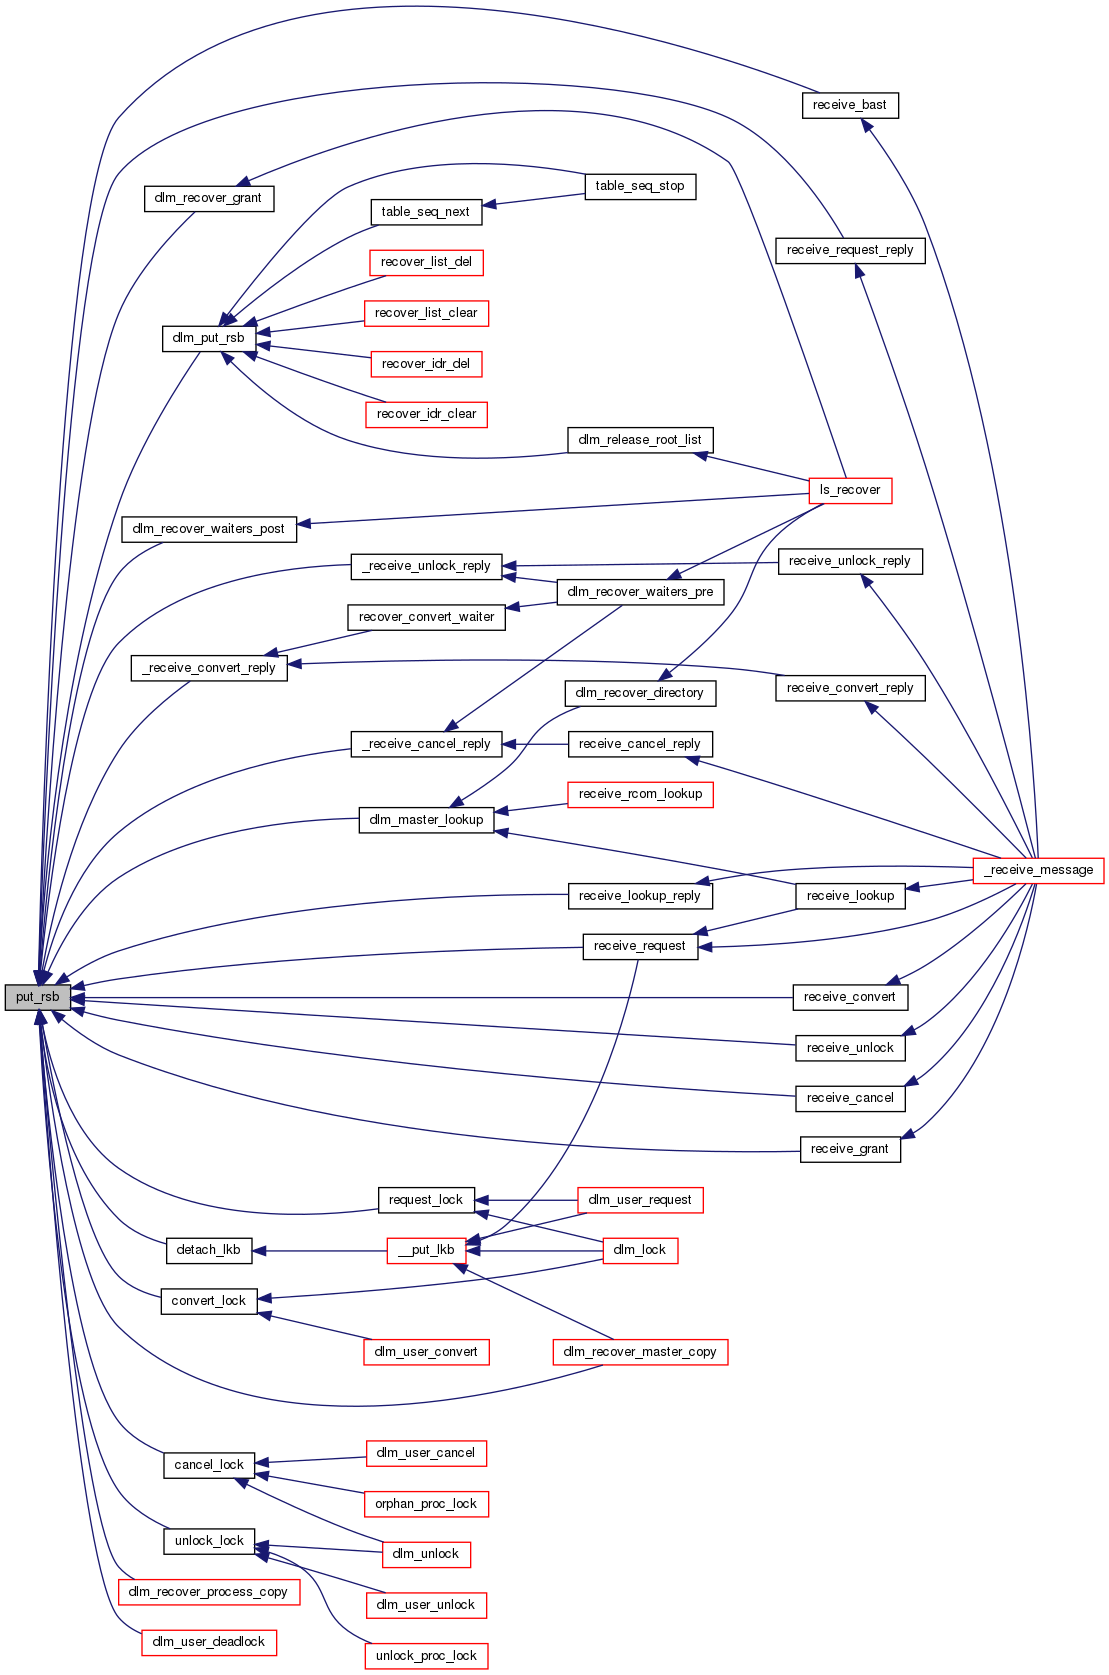 receive_bast
dlm_recover_grant
table_seq_stop
table_seq_next
receive_request_reply
recover_list_del
recover_list_clear
dlm_put_rsb
recover_idr_del
recover_idr_clear
dlm_release_root_list
ls_recover
dlm_recover_waiters_post
_receive_unlock_reply
receive_unlock_reply
dlm_recover_waiters_pre
recover_convert_waiter
_receive_convert_reply
receive_convert_reply
dlm_recover_directory
_receive_cancel_reply
receive_cancel_reply
receive_rcom_lookup
dlm_master_lookup
_receive_message
receive_lookup_reply
receive_lookup
receive_request
put_rsb
receive_convert
receive_unlock
receive_cancel
receive_grant
request_lock
dlm_user_request
detach_lkb
__put_lkb
dlm_lock
convert_lock
dlm_user_convert
dlm_recover_master_copy
dlm_user_cancel
cancel_lock
orphan_proc_lock
unlock_lock
dlm_unlock
dlm_recover_process_copy
dlm_user_unlock
dlm_user_deadlock
unlock_proc_lock